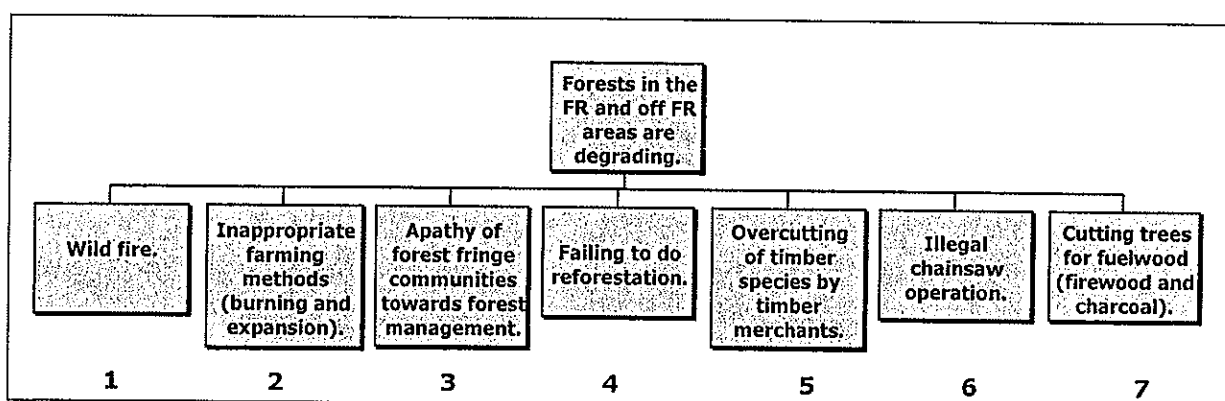 Forests in the
FR and off FR
areas are
degrading.
Wild fire.
Inappropriate
farming
methods
(burning and
expansion).
Apathy of
forest fringe
communities
towards forest
management.
Failing to do
reforestation.
Overcutting
of timber
species by
timber
merchants.
Illegal
chainsaw
operation.
Cutting trees
for fuelwood
(firewood and
charcoal).
1
2
3
4
5
6
7